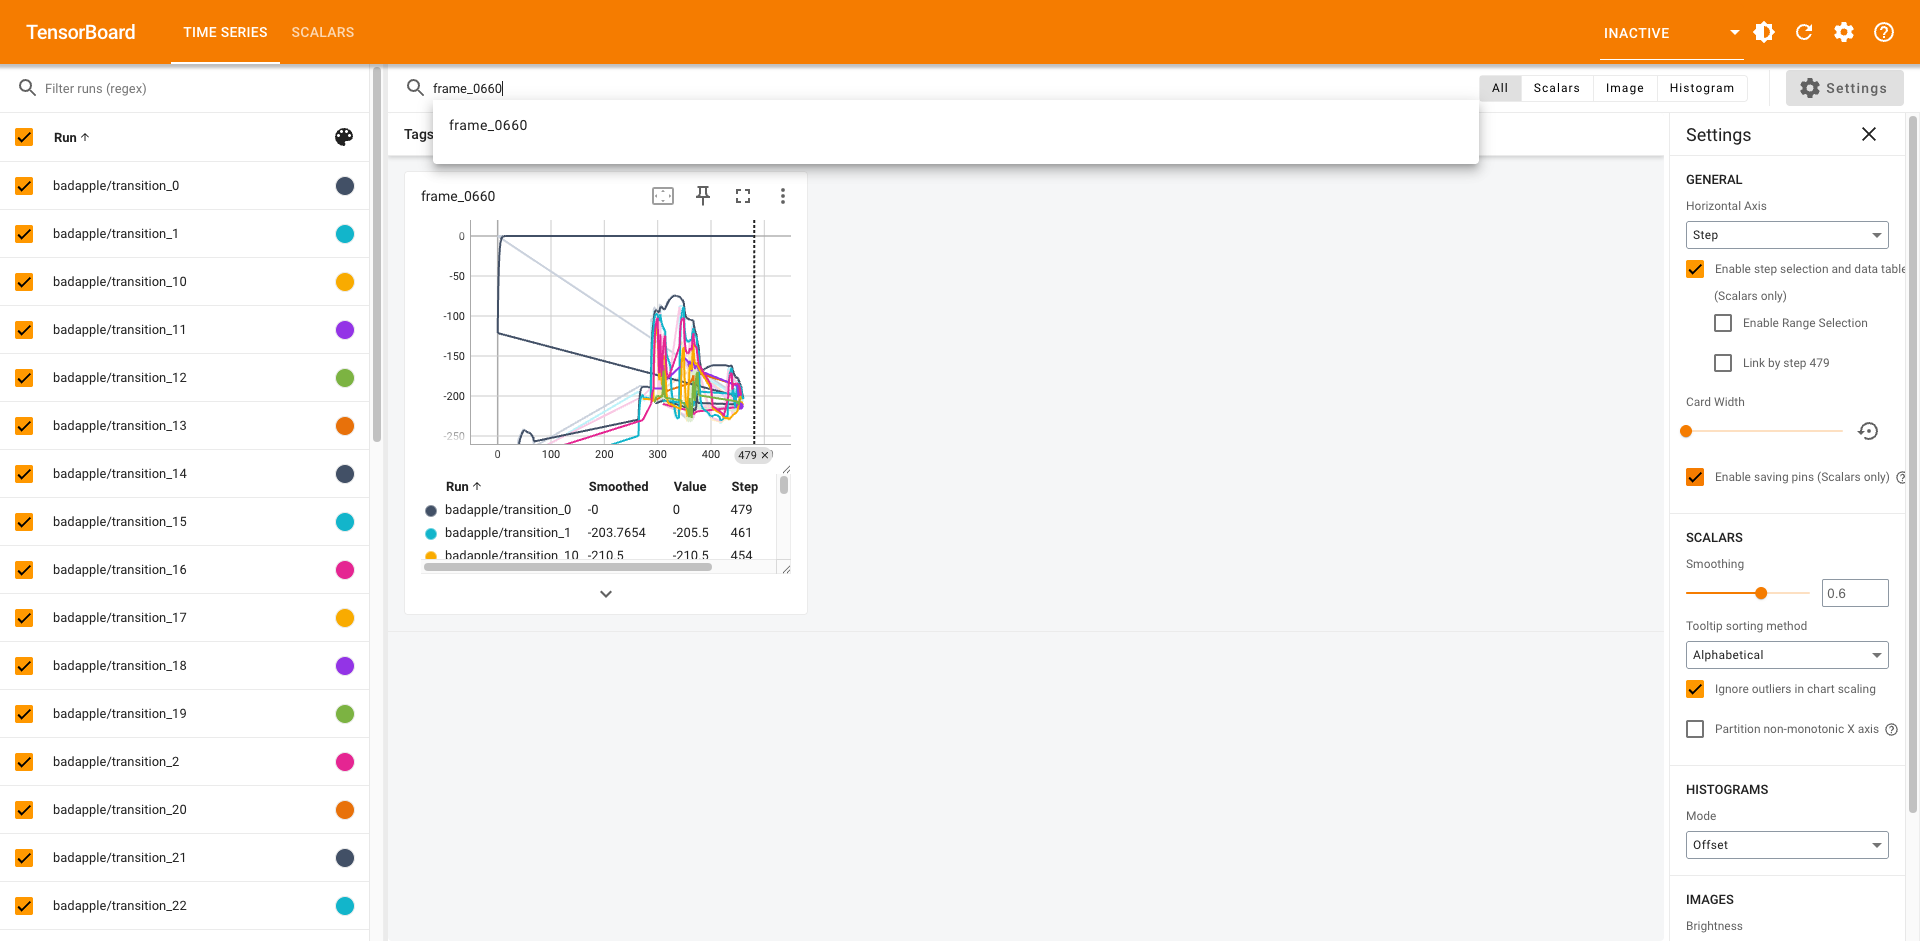 TensorBoard TIME SERIES SCALARS INACTIVE
Filter runs (regex)
Run
badapple/transition_0
badapple/transition_1
badapple/transition_10
badapple/transition_11
badapple/transition_12
badapple/transition_13
badapple/transition_14
badapple/transition_15
badapple/transition_16
badapple/transition_17
badapple/transition_18
badapple/transition_19
badapple/transition_2
badapple/transition_20
badapple/transition_21
badapple/transition_22
frame_0660
All Scalars Image Histogram Settings
frame_0660
Tags
frame_0660
0
-50
-100
-150
-200
-250
0 100 200 300 400 479
Run Smoothed Value Step
badapple/transition_0 -0 0 479
badapple/transition_1 -203.7654 -205.5 461
badapple/transition_10 -210.5 -210.5 454
Settings
GENERAL
Horizontal Axis
Step
Enable step selection and data table
(Scalars only)
Enable Range Selection
Link by step 479
Card Width
Enable saving pins (Scalars only)
SCALARS
Smoothing
0.6
Tooltip sorting method
Alphabetical
Ignore outliers in chart scaling
Partition non-monotonic X axis
HISTOGRAMS
Mode
Offset
IMAGES
Brightness